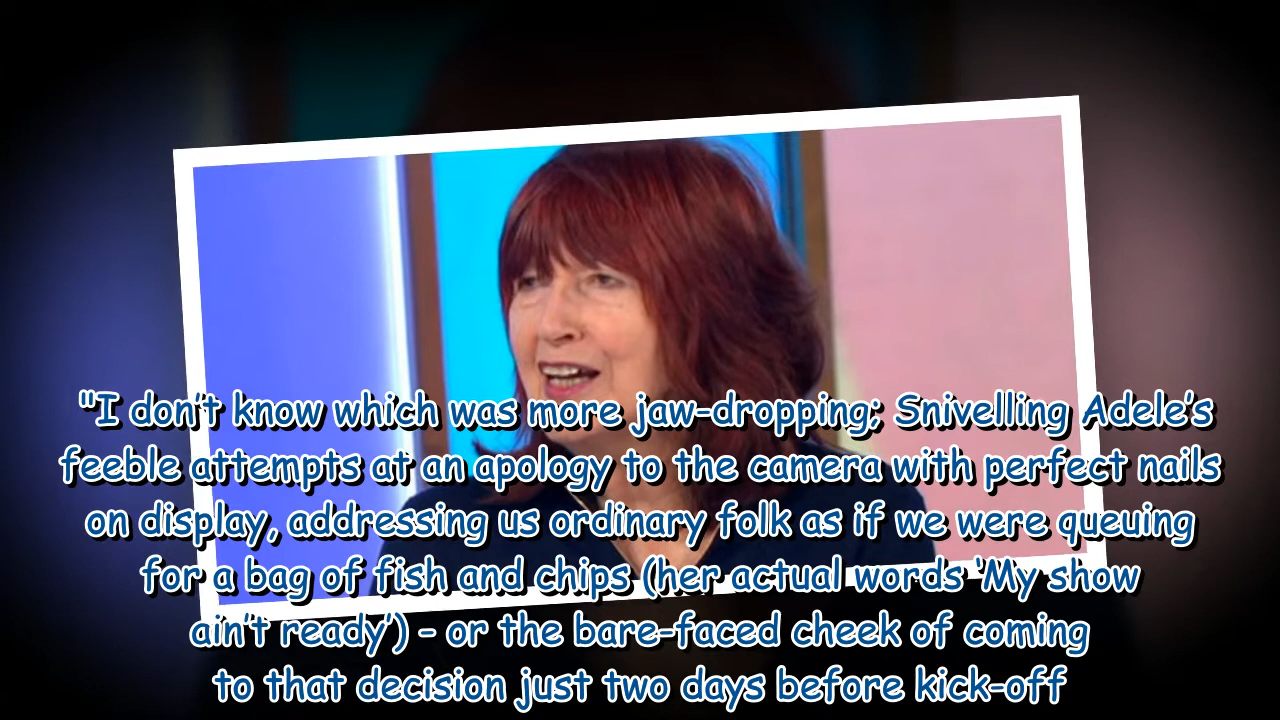 "I don't know which was more jaw-dropping; Snivelling Adele's
feeble attempts at an apology to the camera with perfect nails
on display, addressing us ordinary folk as if we were queuing
for a bag of fish and chips (her actual words 'My show
ain't ready') – or the bare-faced cheek of coming
to that decision just two days before kick-off